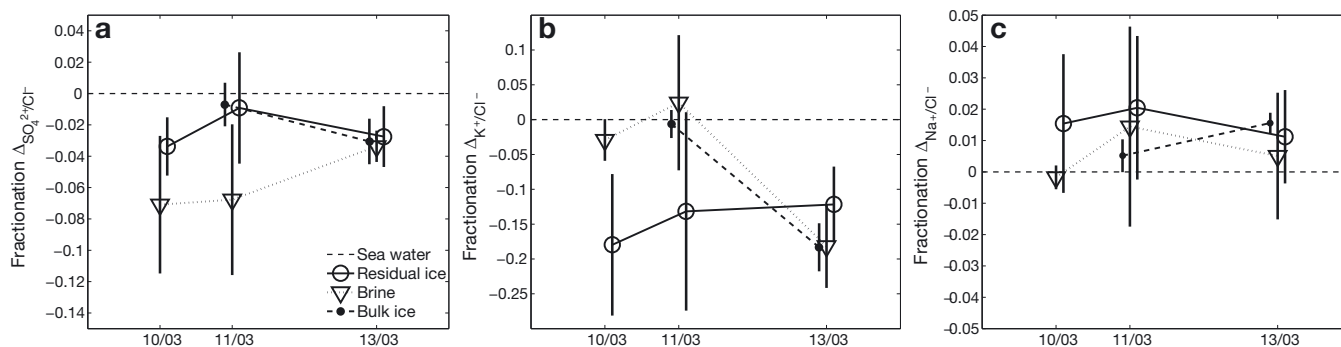 a
Fractionation Δ SO₄²⁺/Cl⁻
0.04
0.02
0
−0.02
−0.04
−0.06
−0.08
−0.1
−0.12
−0.14
10/03 11/03 13/03
Sea water
Residual ice
Brine
Bulk ice
b
Fractionation Δ K⁺/Cl⁻
0.1
0.05
0
−0.05
−0.1
−0.15
−0.2
−0.25
10/03 11/03 13/03
c
Fractionation Δ Na₊/Cl⁻
0.05
0.04
0.03
0.02
0.01
0
−0.01
−0.02
−0.03
−0.04
−0.05
10/03 11/03 13/03